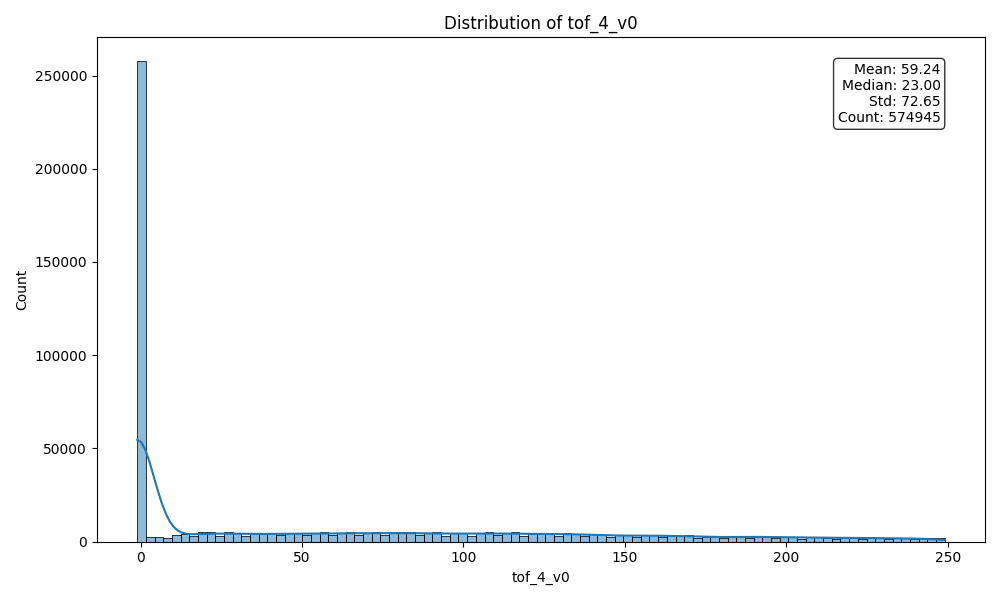 Distribution of tof_4_v0
Mean: 59.24
Median: 23.00
Std: 72.65
Count: 574945
Count
250000
200000
150000
100000
50000
0
0 50 100 150 200 250
tof_4_v0